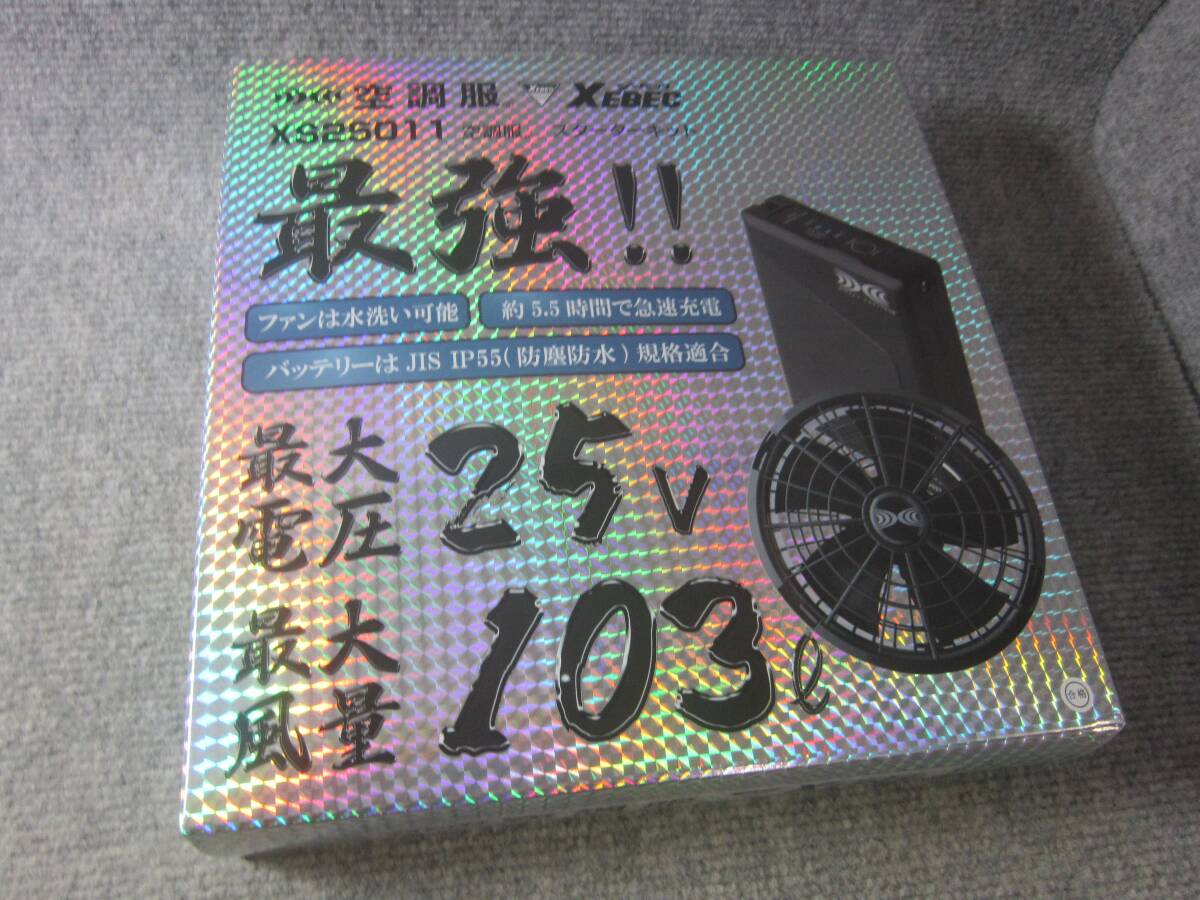 空調服 XEBEC XEBEC
XS25011 空調服 スターターキット
最強!!
ファンは水洗い可能 約5.5時間で急速充電
バッテリーは JIS IP55(防塵防水)規格適合
最大電圧 25v
最大風量 103ℓ
合格